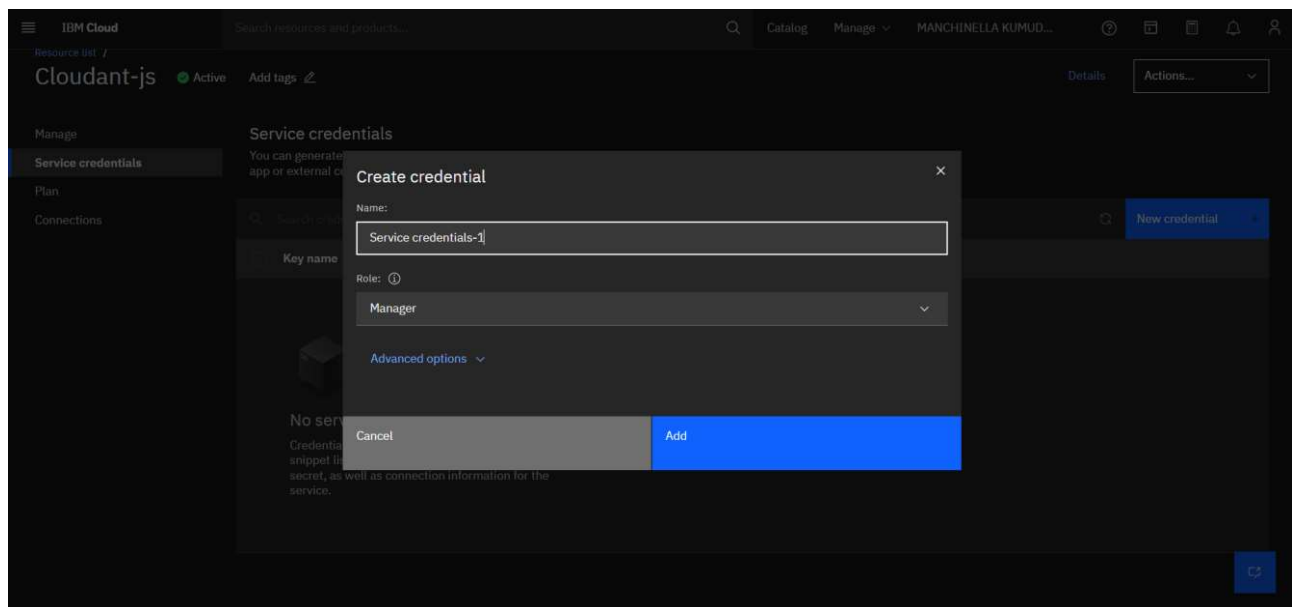 IBM Cloud
Search resources and products...
Catalog
Manage
MANCHINELLA KUMUD...
Resource list /
Cloudant-js
Active
Add tags
Details
Actions...
Manage
Service credentials
Plan
Connections
Service credentials
You can generate
app or external
New credential
Key name
Create credential
Name:
Service credentials-1
Role:
Manager
Advanced options
Cancel
Add
No serv
Credentia
snippet li
secret, as well as connection information for the
service.